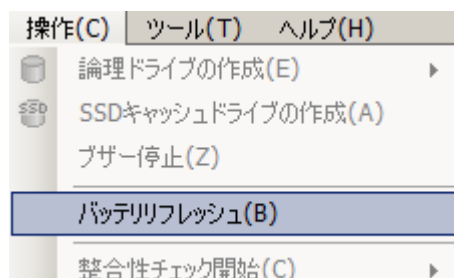 操作(C) ツール(T) ヘルプ(H)
論理ドライブの作成(E)
SSD SSDキャッシュドライブの作成(A)
ブザー停止(Z)
バッテリリフレッシュ(B)
整合性チェック開始(C)